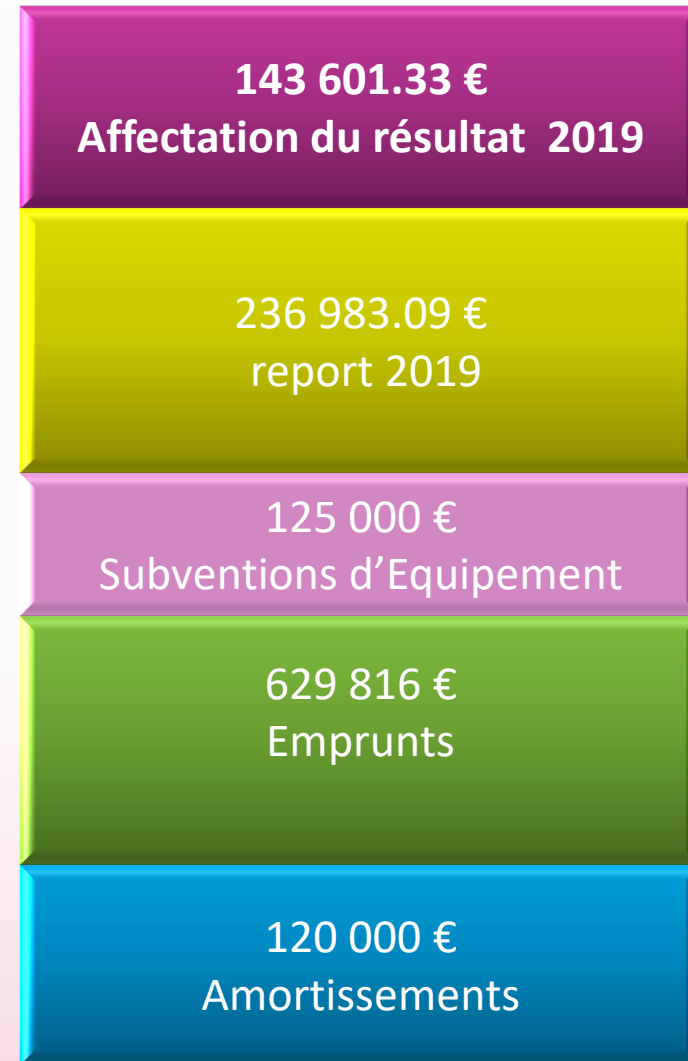 143 601.33 €
Affectation du résultat 2019
236 983.09 €
report 2019
125 000 €
Subventions d’Equipement
629 816 €
Emprunts
120 000 €
Amortissements